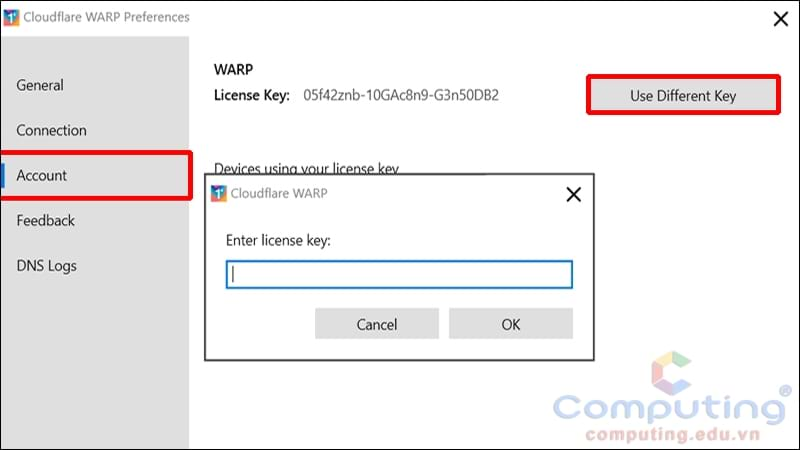 Cloudflare WARP Preferences
General
Connection
Account
Feedback
DNS Logs
WARP
License Key: 05f42znb-10GAc8n9-G3n50DB2
Use Different Key
Devices using your license key
Cloudflare WARP
Enter license key:
Cancel
OK
Computing®
computing.edu.vn